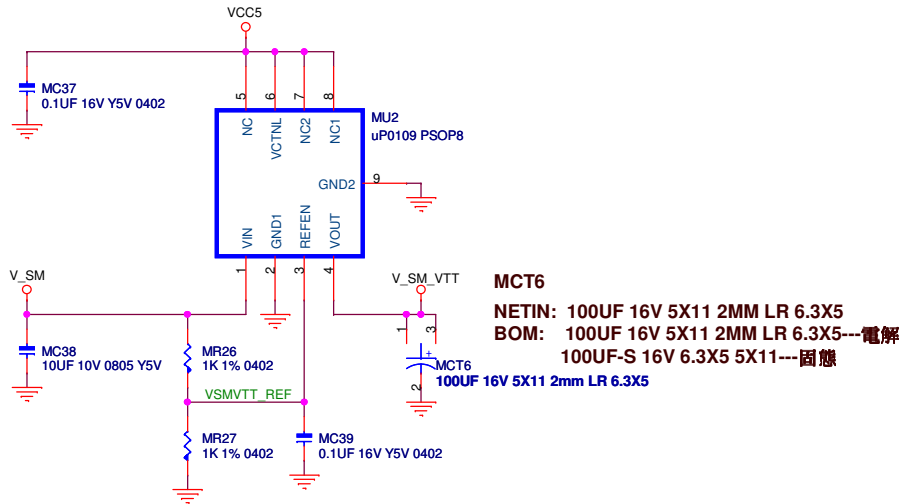 VCC5
MC37
0.1UF 16V Y5V 0402
5
6
7
8
NC
VCTNL
NC2
NC1
MU2
uP0109 PSOP8
GND2
9
VIN
GND1
REFEN
VOUT
1
2
3
4
V_SM
V_SM_VTT
MC38
10UF 10V 0805 Y5V
MR26
1K 1% 0402
VSMVTT_REF
MR27
1K 1% 0402
MC39
0.1UF 16V Y5V 0402
1
3
+
MCT6
2
100UF 16V 5X11 2mm LR 6.3X5
MCT6
NETIN: 100UF 16V 5X11 2MM LR 6.3X5
BOM: 100UF 16V 5X11 2MM LR 6.3X5---電解
100UF-S 16V 6.3X5 5X11---固態